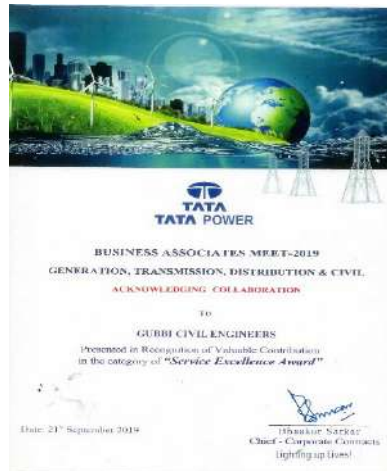 TATA
TATA POWER
BUSINESS ASSOCIATES MEET-2019
GENERATION, TRANSMISSION, DISTRIBUTION & CIVIL
ACKNOWLEDGING COLLABORATION
TO
GUBBI CIVIL ENGINEERS
Presented in Recognition of Valuable Contribution
in the category of "Service Excellence Award"
Date: 21st September 2019
Bhaskar Sarkar
Chief - Corporate Contracts
Lighting up Lives!